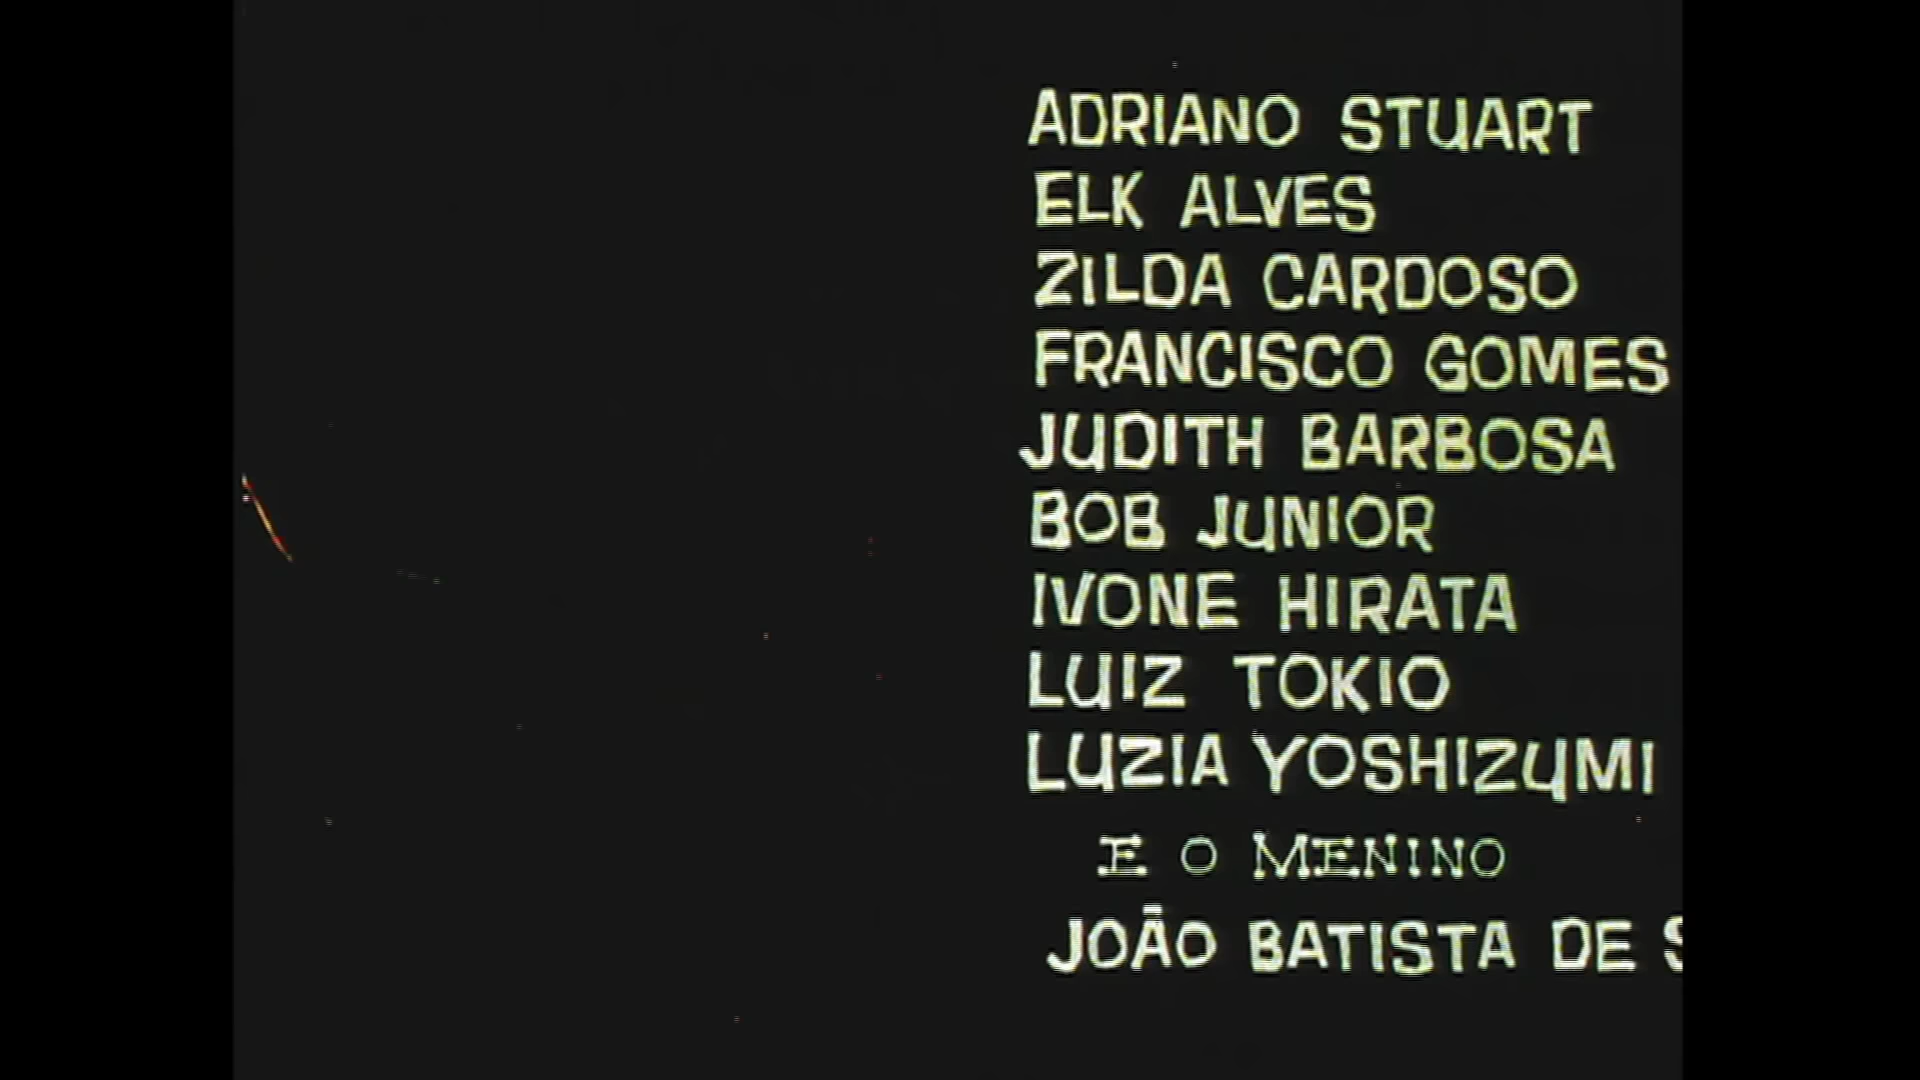 ADRIANO STUART
ELK ALVES
ZILDA CARDOSO
FRANCISCO GOMES
JUDITH BARBOSA
BOB JUNIOR
IVONE HIRATA
LUIZ TOKIO
LUZIA YOSHIZUMI
E O MENINO
JOÃO BATISTA DE